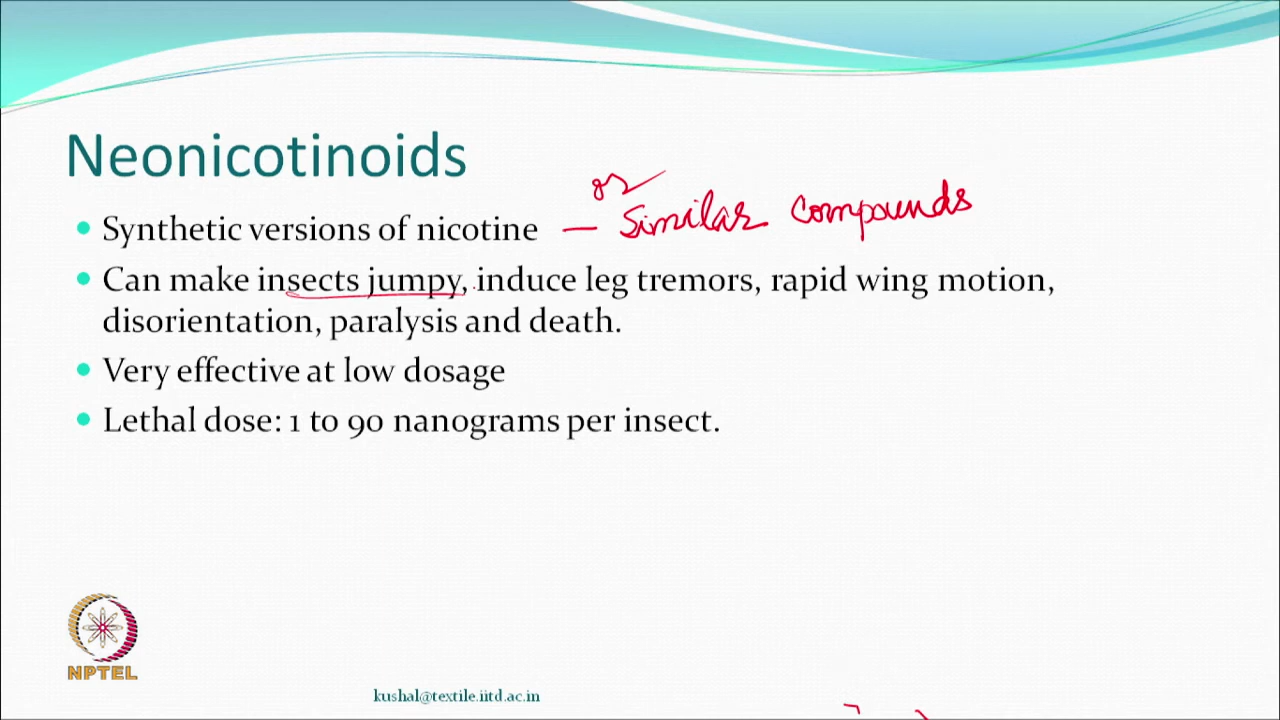 Neonicotinoids
or
• Synthetic versions of nicotine — Similar compounds
• Can make insects jumpy, induce leg tremors, rapid wing motion,
disorientation, paralysis and death.
• Very effective at low dosage
• Lethal dose: 1 to 90 nanograms per insect.
NPTEL
kushal@textile.iitd.ac.in